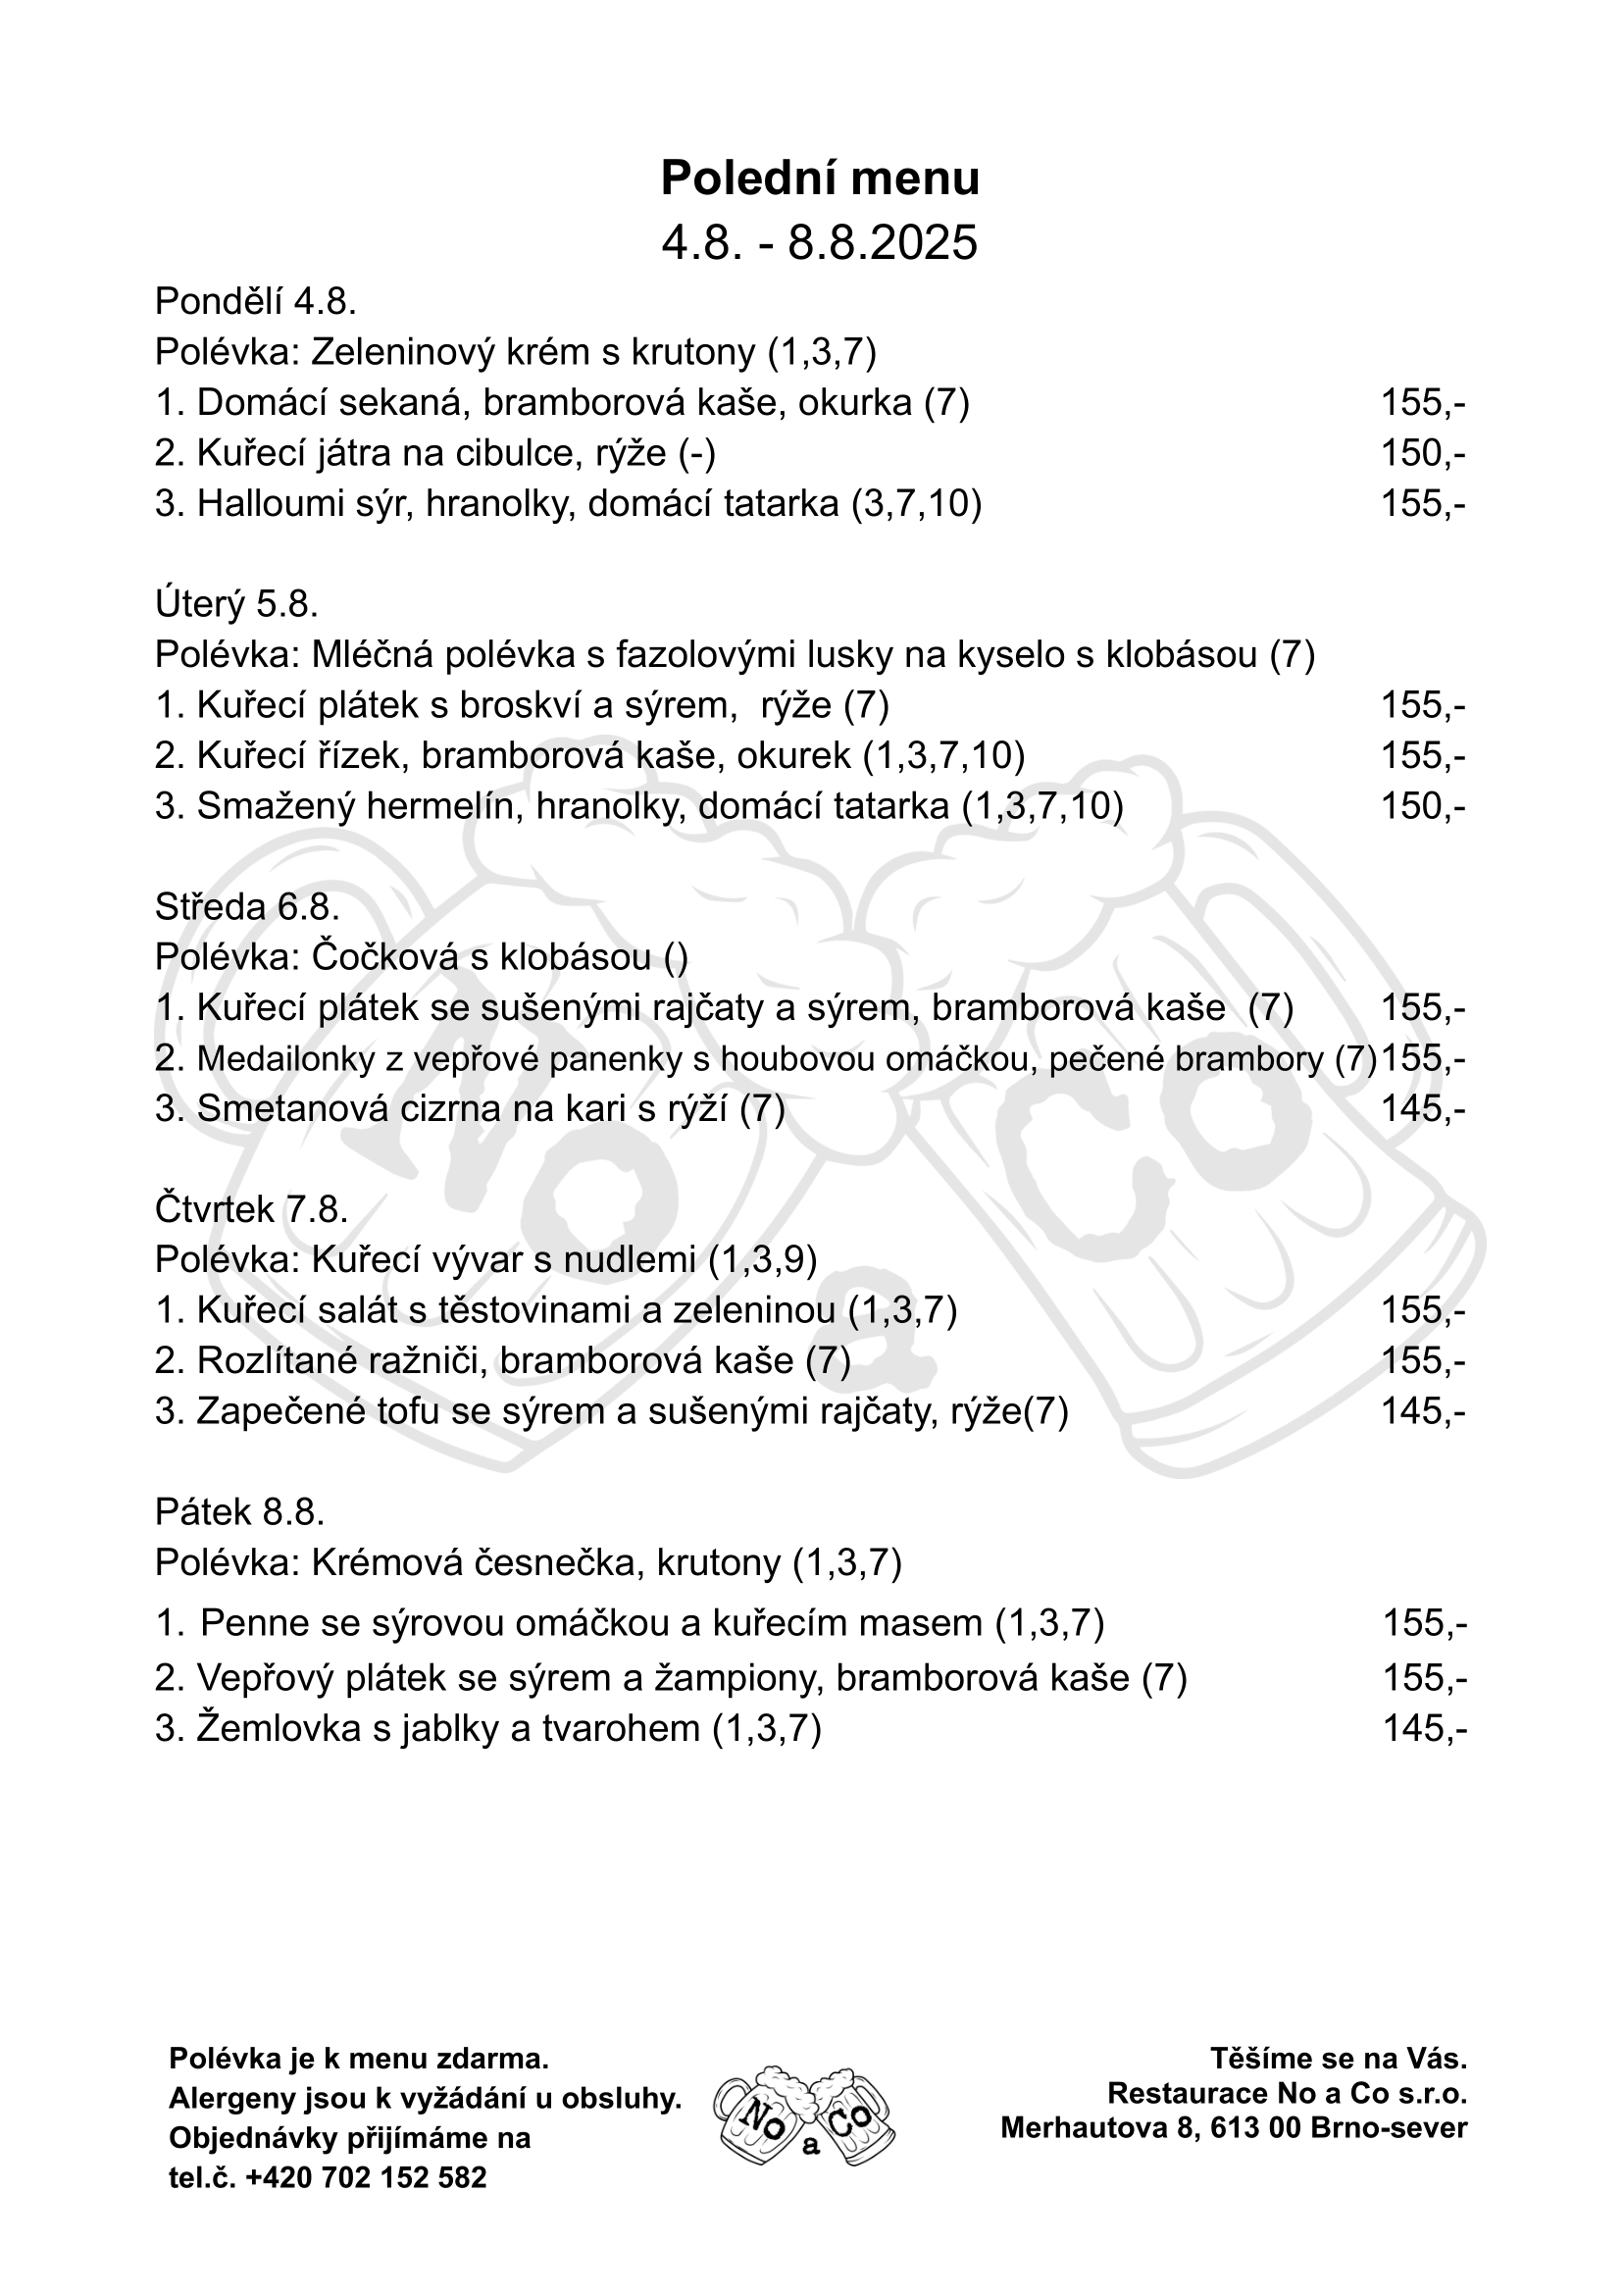 Polední menu
4.8. - 8.8.2025
Pondělí 4.8.
Polévka: Zeleninový krém s krutony (1,3,7)
1. Domácí sekaná, bramborová kaše, okurka (7) 155,-
2. Kuřecí játra na cibulce, rýže (-) 150,-
3. Halloumi sýr, hranolky, domácí tatarka (3,7,10) 155,-
Úterý 5.8.
Polévka: Mléčná polévka s fazolovými lusky na kyselo s klobásou (7)
1. Kuřecí plátek s broskví a sýrem,  rýže (7) 155,-
2. Kuřecí řízek, bramborová kaše, okurek (1,3,7,10) 155,-
3. Smažený hermelín, hranolky, domácí tatarka (1,3,7,10) 150,-
Středa 6.8.
Polévka: Čočková s klobásou ()
1. Kuřecí plátek se sušenými rajčaty a sýrem, bramborová kaše  (7) 155,-
2. Medailonky z vepřové panenky s houbovou omáčkou, pečené brambory (7) 155,-
3. Smetanová cizrna na kari s rýží (7) 145,-
Čtvrtek 7.8.
Polévka: Kuřecí vývar s nudlemi (1,3,9)
1. Kuřecí salát s těstovinami a zeleninou (1,3,7) 155,-
2. Rozlítané ražniči, bramborová kaše (7) 155,-
3. Zapečené tofu se sýrem a sušenými rajčaty, rýže(7) 145,-
Pátek 8.8.
Polévka: Krémová česnečka, krutony (1,3,7)
1. Penne se sýrovou omáčkou a kuřecím masem (1,3,7) 155,-
2. Vepřový plátek se sýrem a žampiony, bramborová kaše (7) 155,-
3. Žemlovka s jablky a tvarohem (1,3,7) 145,-
Polévka je k menu zdarma.
Alergeny jsou k vyžádání u obsluhy.
Objednávky přijímáme na
tel.č. +420 702 152 582
No a Co
Těšíme se na Vás.
Restaurace No a Co s.r.o.
Merhautova 8, 613 00 Brno-sever